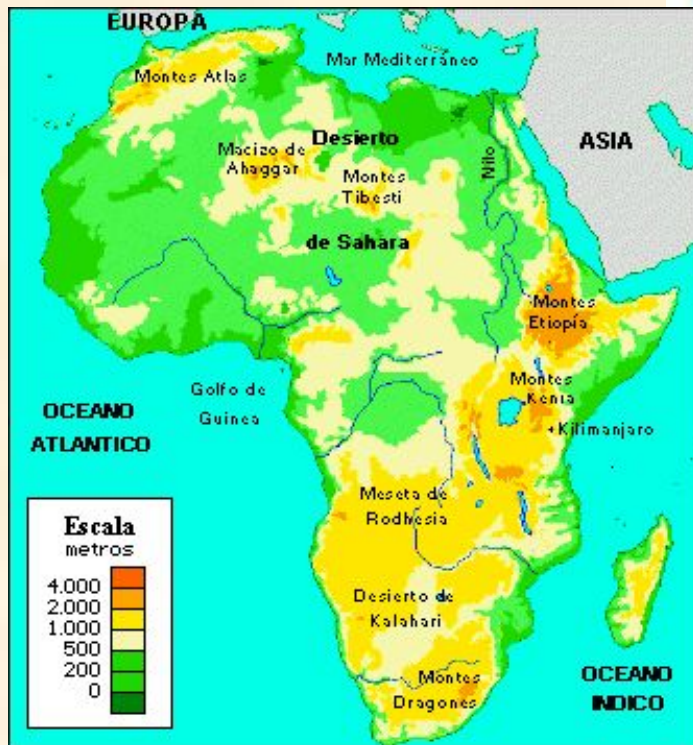 EUROPA
Mar Mediterráneo
Montes Atlas
Desierto
ASIA
Macizo de
Ahaggar
Montes
Tibesti
Nilo
de Sahara
Montes
Etiopía
Golfo de
Guinea
Montes
Kenia
OCEANO
ATLANTICO
Kilimanjaro
Meseta de
Rodhesia
Escala
metros
4.000
2.000
1.000
500
200
0
Desierto de
Kalahari
Montes
Dragones
OCEANO
INDICO